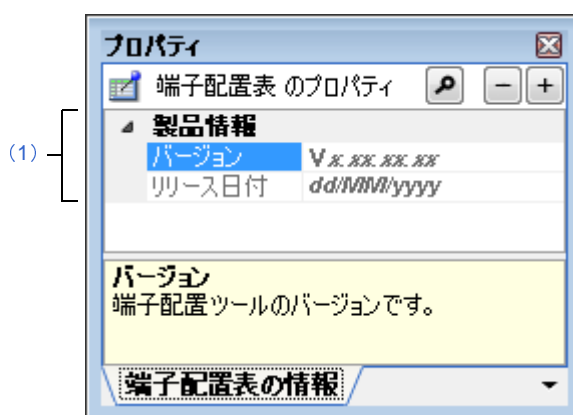 プロパティ
端子配置表 のプロパティ
(1)
製品情報
バージョン Vx.xx.xx.xx
リリース日付 dd/MM/yyyy
バージョン
端子配置ツールのバージョンです。
端子配置表の情報